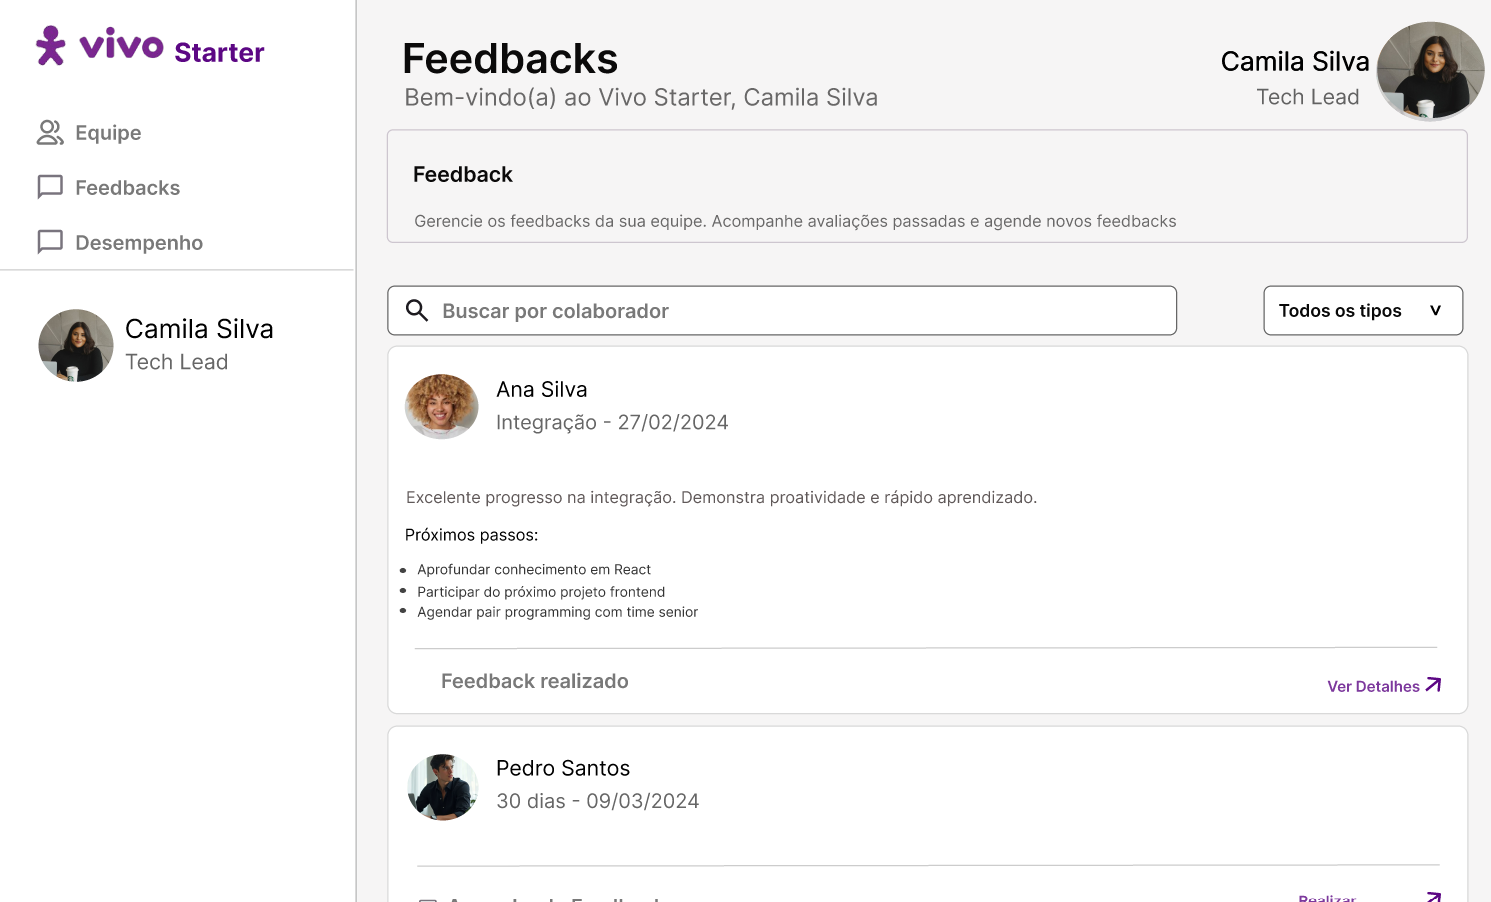 vivo Starter
Equipe
Feedbacks
Desempenho
Camila Silva
Tech Lead
Feedbacks
Bem-vindo(a) ao Vivo Starter, Camila Silva
Camila Silva
Tech Lead
Feedback
Gerencie os feedbacks da sua equipe. Acompanhe avaliações passadas e agende novos feedbacks
Buscar por colaborador
Todos os tipos v
Ana Silva
Integração - 27/02/2024
Excelente progresso na integração. Demonstra proatividade e rápido aprendizado.
Próximos passos:
Aprofundar conhecimento em React
Participar do próximo projeto frontend
Agendar pair programming com time senior
Feedback realizado
Ver Detalhes
Pedro Santos
30 dias - 09/03/2024
Realizar